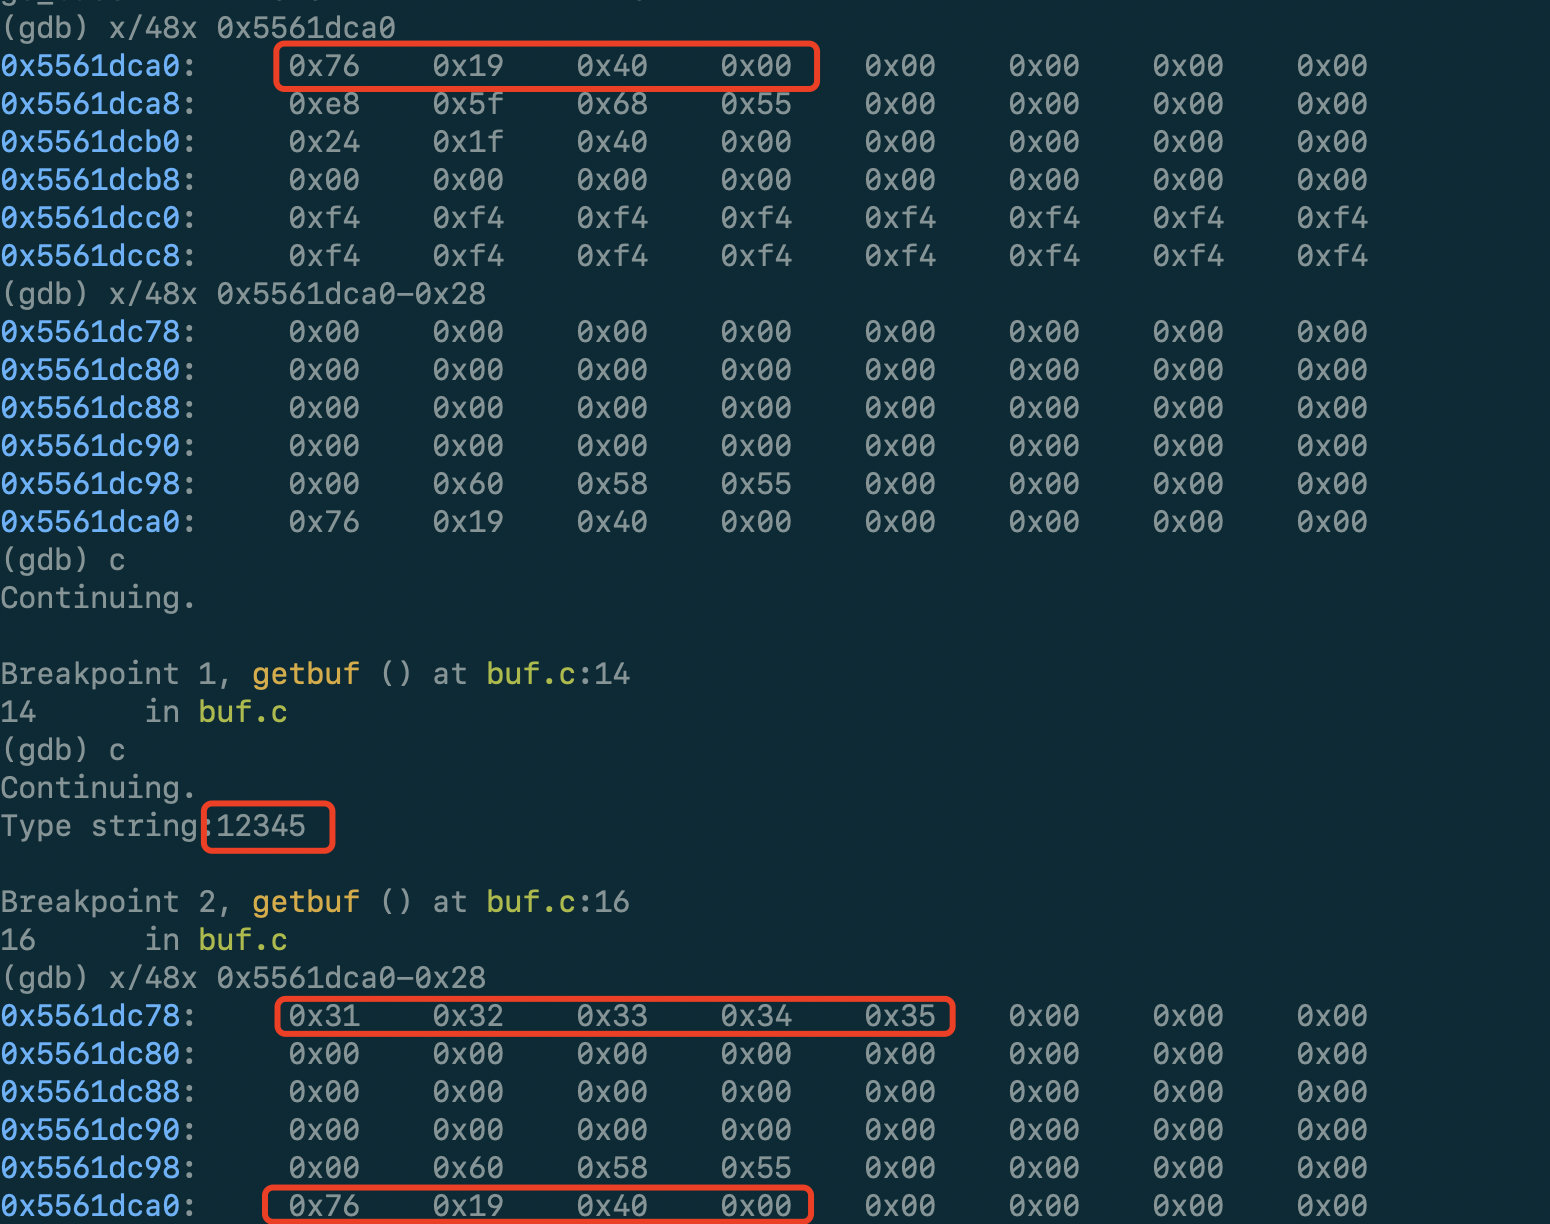 (gdb) x/48x 0x5561dca0
0x5561dca0: 0x76 0x19 0x40 0x00 0x00 0x00 0x00 0x00
0x5561dca8: 0xe8 0x5f 0x68 0x55 0x00 0x00 0x00 0x00
0x5561dcb0: 0x24 0x1f 0x40 0x00 0x00 0x00 0x00 0x00
0x5561dcb8: 0x00 0x00 0x00 0x00 0x00 0x00 0x00 0x00
0x5561dcc0: 0xf4 0xf4 0xf4 0xf4 0xf4 0xf4 0xf4 0xf4
0x5561dcc8: 0xf4 0xf4 0xf4 0xf4 0xf4 0xf4 0xf4 0xf4
(gdb) x/48x 0x5561dca0-0x28
0x5561dc78: 0x00 0x00 0x00 0x00 0x00 0x00 0x00 0x00
0x5561dc80: 0x00 0x00 0x00 0x00 0x00 0x00 0x00 0x00
0x5561dc88: 0x00 0x00 0x00 0x00 0x00 0x00 0x00 0x00
0x5561dc90: 0x00 0x00 0x00 0x00 0x00 0x00 0x00 0x00
0x5561dc98: 0x00 0x60 0x58 0x55 0x00 0x00 0x00 0x00
0x5561dca0: 0x76 0x19 0x40 0x00 0x00 0x00 0x00 0x00
(gdb) c
Continuing.
Breakpoint 1, getbuf () at buf.c:14
14 in buf.c
(gdb) c
Continuing.
Type string:12345
Breakpoint 2, getbuf () at buf.c:16
16 in buf.c
(gdb) x/48x 0x5561dca0-0x28
0x5561dc78: 0x31 0x32 0x33 0x34 0x35 0x00 0x00 0x00
0x5561dc80: 0x00 0x00 0x00 0x00 0x00 0x00 0x00 0x00
0x5561dc88: 0x00 0x00 0x00 0x00 0x00 0x00 0x00 0x00
0x5561dc90: 0x00 0x00 0x00 0x00 0x00 0x00 0x00 0x00
0x5561dc98: 0x00 0x60 0x58 0x55 0x00 0x00 0x00 0x00
0x5561dca0: 0x76 0x19 0x40 0x00 0x00 0x00 0x00 0x00